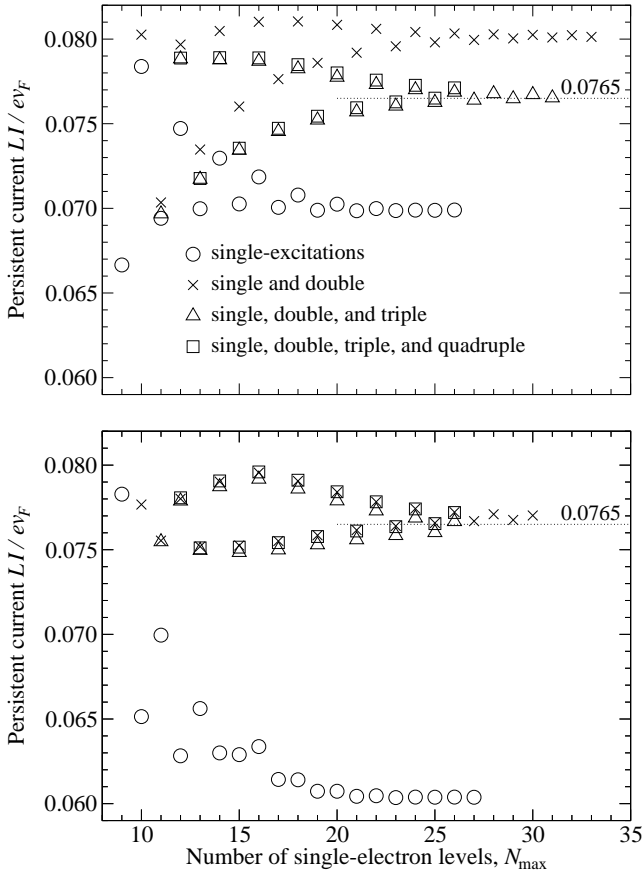 0.080
0.0765
0.075
0.070
0.065
0.060
Persistent current LI / ev_F
single-excitations
single and double
single, double, and triple
single, double, triple, and quadruple
0.080
0.0765
0.075
0.070
0.065
0.060
Persistent current LI / ev_F
10 15 20 25 30 35
Number of single-electron levels, N_max